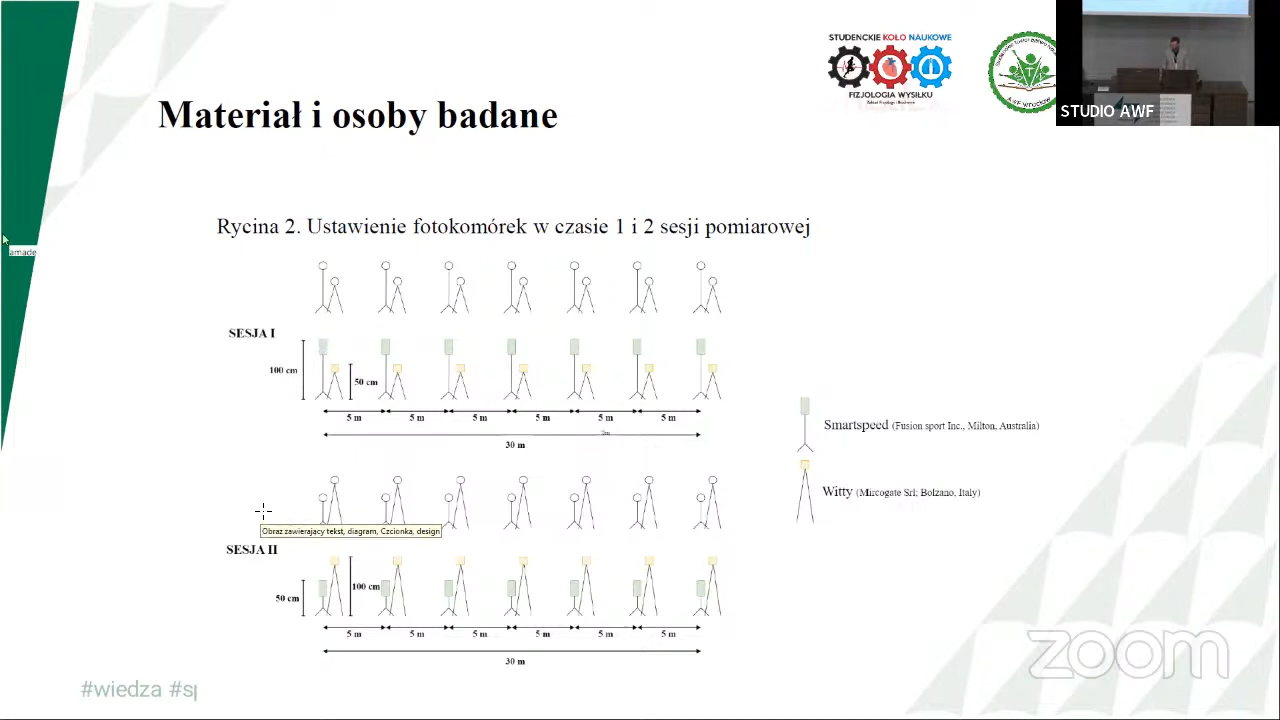 STUDENCKIE KOŁO NAUKOWE
FIZJOLOGIA WYSIŁKU
STUDIO AWF
Materiał i osoby badane
amade
Rycina 2. Ustawienie fotokomórek w czasie 1 i 2 sesji pomiarowej
SESJA I
100 cm
50 cm
5 m 5 m 5 m 5 m 5 m 5 m
30 m
Smartspeed (Fusion sport Inc., Milton, Australia)
Witty (Mircogate Srl; Bolzano, Italy)
Obraz zawierający tekst, diagram, Czcionka, design
SESJA II
100 cm
50 cm
5 m 5 m 5 m 5 m 5 m 5 m
30 m
zoom
#wiedza #sp